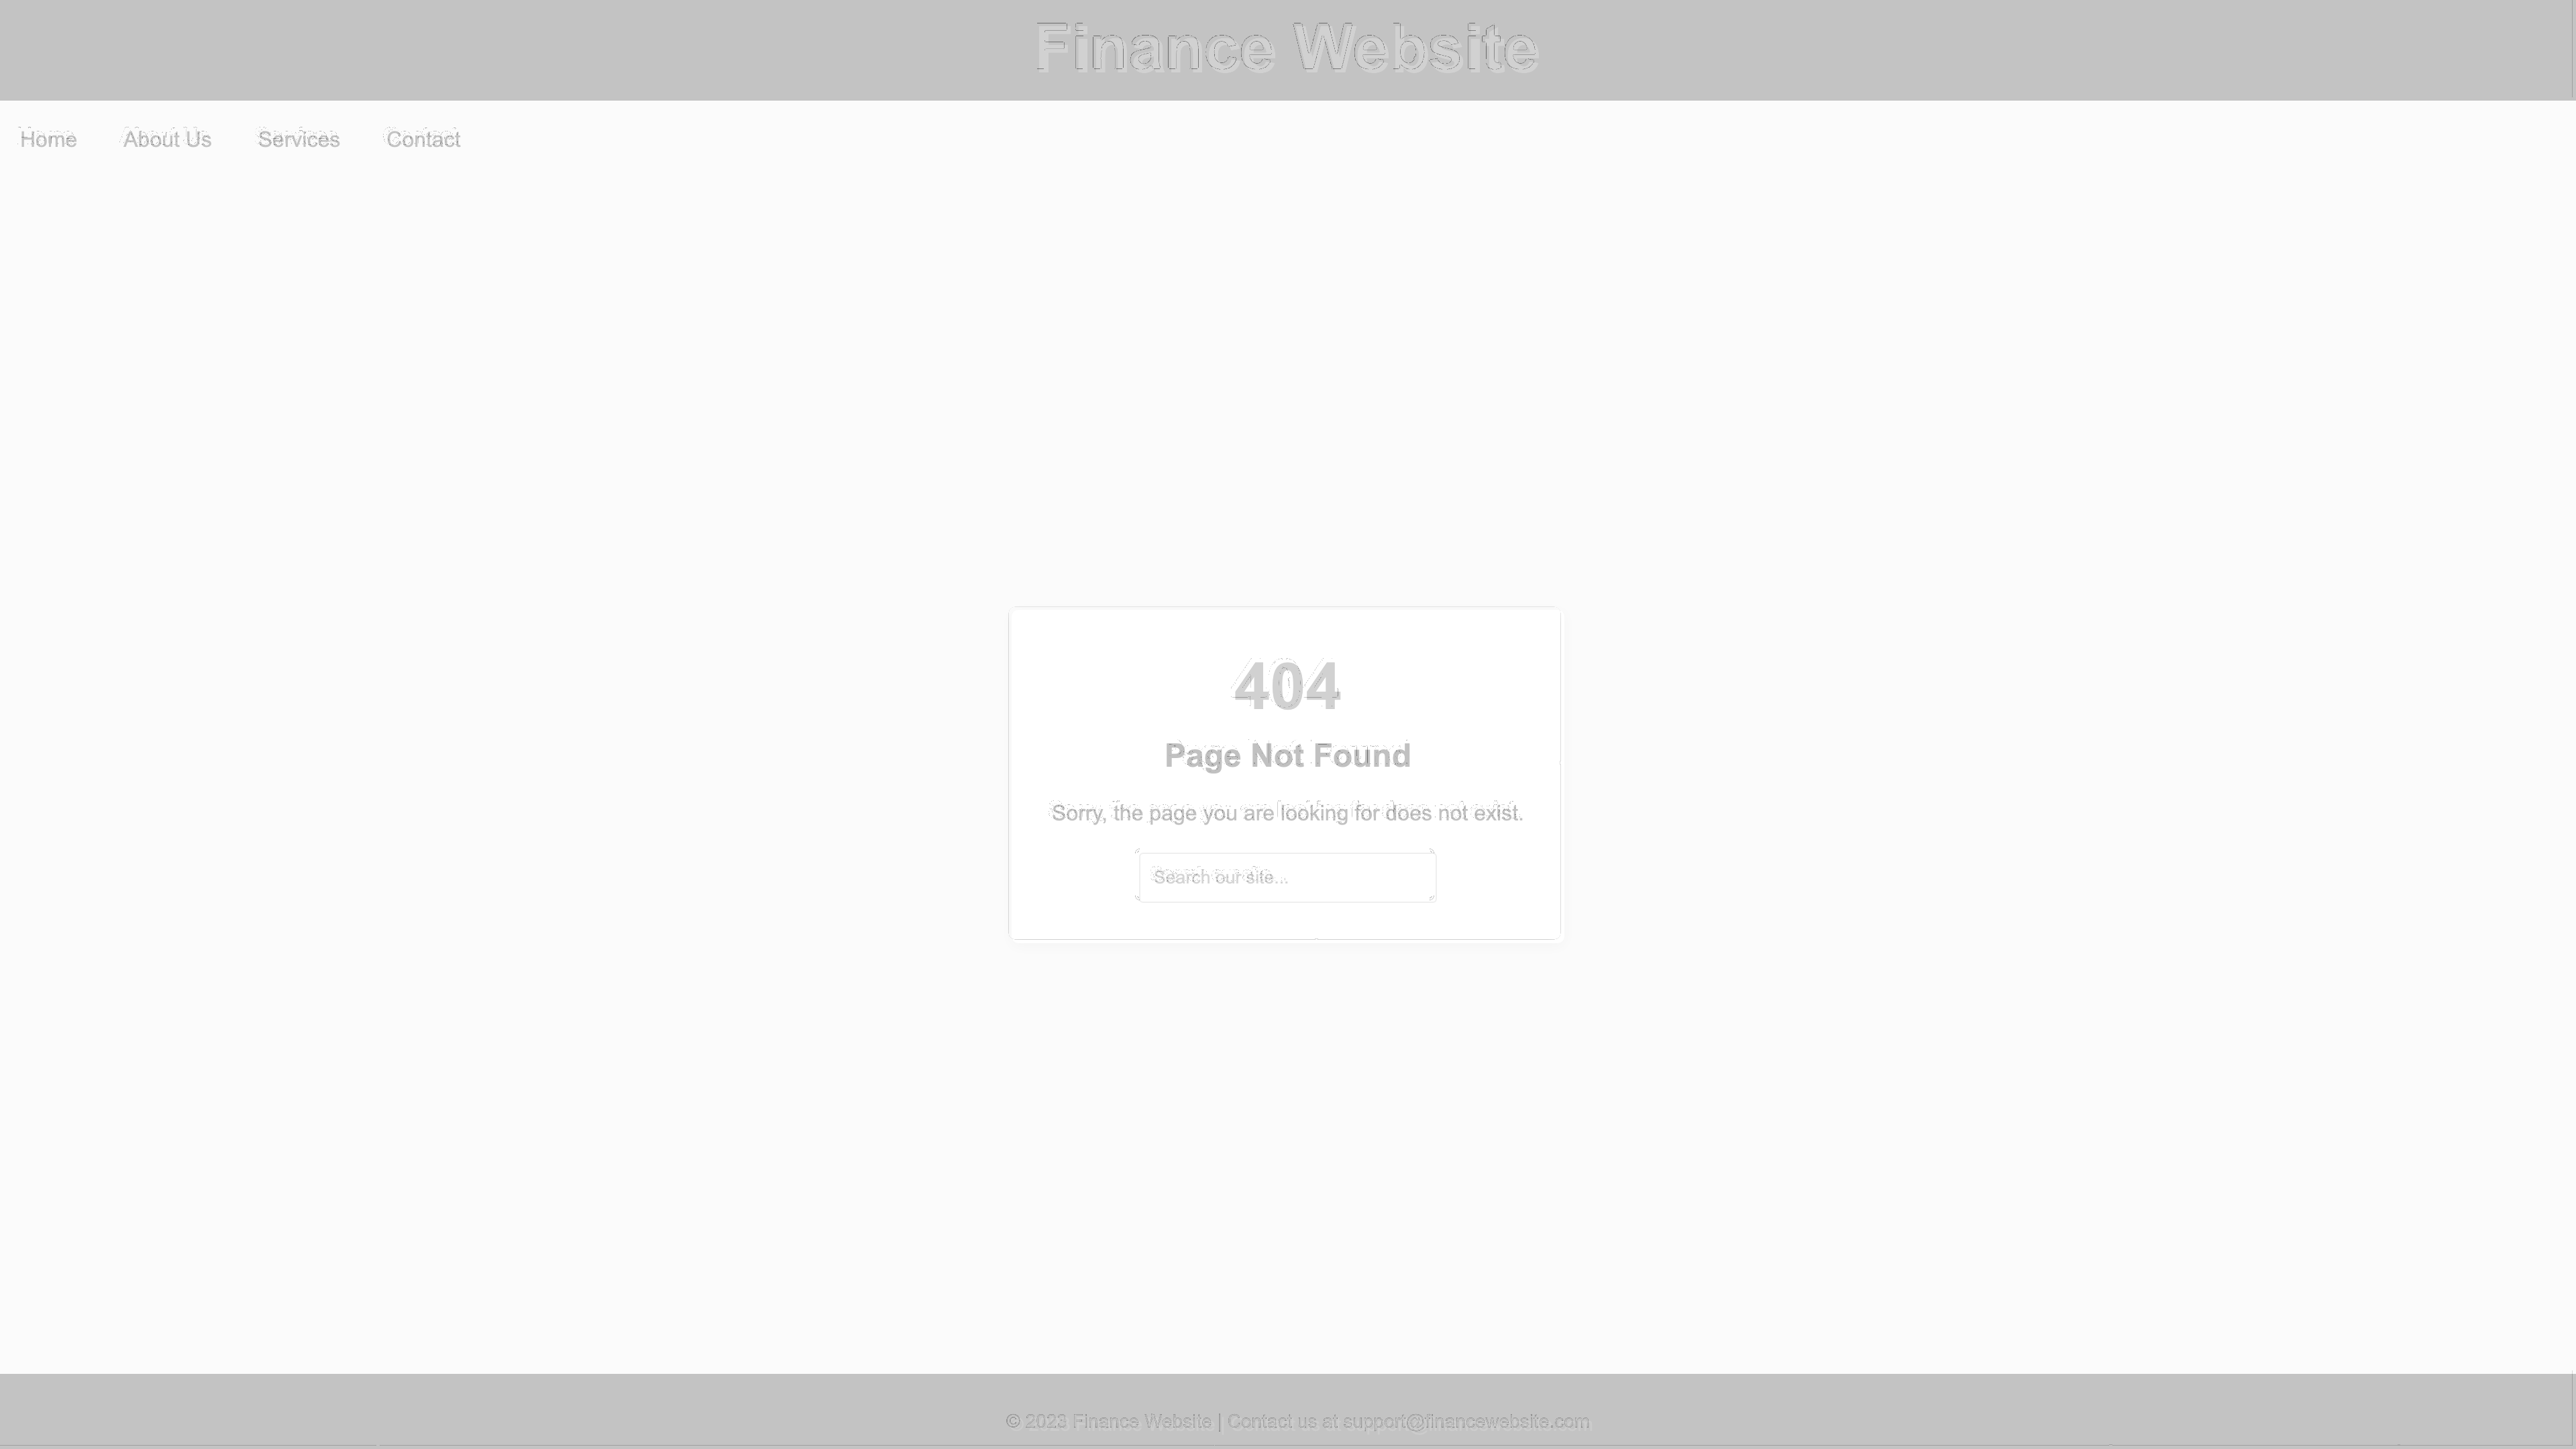 Finance Website
Home About Us Services Contact
404
Page Not Found
Sorry, the page you are looking for does not exist.
Search our site...
© 2023 Finance Website | Contact us at support@financewebsite.com